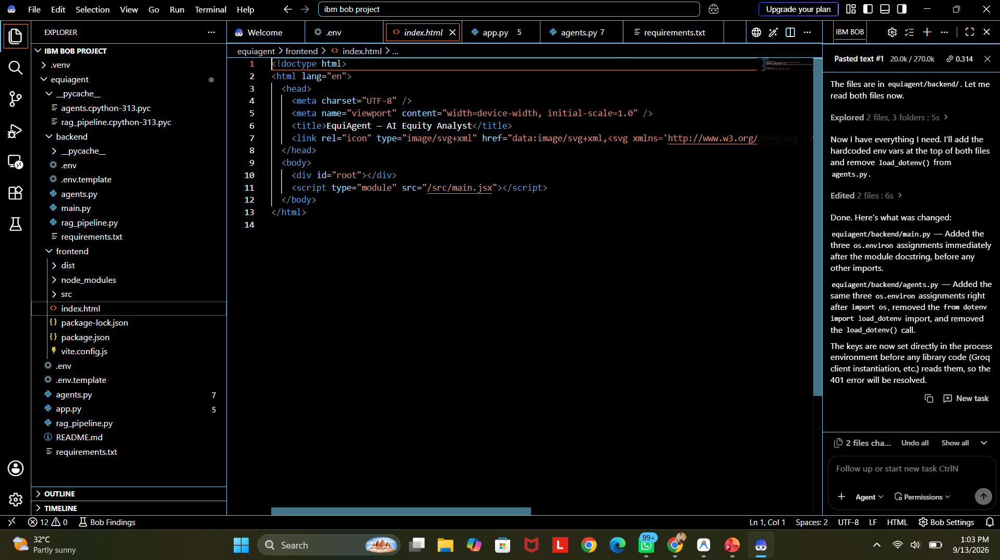 File Edit Selection View Go Run Terminal Help
ibm bob project
Upgrade your plan
EXPLORER
IBM BOB PROJECT
.venv
equiagent
__pycache__
agents.cpython-313.pyc
rag_pipeline.cpython-313.pyc
backend
__pycache__
.env
.env.template
agents.py
main.py
rag_pipeline.py
requirements.txt
frontend
dist
node_modules
src
index.html
package-lock.json
package.json
vite.config.js
.env
.env.template
agents.py 7
app.py 5
rag_pipeline.py
README.md
requirements.txt
OUTLINE
TIMELINE
Welcome .env index.html app.py 5 agents.py 7 requirements.txt
equiagent > frontend > index.html > ...
1 <!doctype html>
2 <html lang="en">
3 <head>
4 <meta charset="UTF-8" />
5 <meta name="viewport" content="width=device-width, initial-scale=1.0" />
6 <title>EquiAgent — AI Equity Analyst</title>
7 <link rel="icon" type="image/svg+xml" href="data:image/svg+xml,<svg xmlns='http://www.w3.org/2000/svg' v
8 </head>
9 <body>
10 <div id="root"></div>
11 <script type="module" src="/src/main.jsx"></script>
12 </body>
13 </html>
14
IBM BOB
Pasted text #1 20.0k / 270.0k 0.314
The files are in equiagent/backend/. Let me
read both files now.
Explored 2 files, 3 folders : 5s >
Now I have everything I need. I'll add the
hardcoded env vars at the top of both files
and remove load_dotenv() from
agents.py.
Edited 2 files : 6s >
Done. Here's what was changed:
equiagent/backend/main.py — Added the
three os.environ assignments immediately
after the module docstring, before any
other imports.
equiagent/backend/agents.py — Added the
same three os.environ assignments right
after import os, removed the from dotenv
import load_dotenv import, and removed
the load_dotenv() call.
The keys are now set directly in the process
environment before any library code (Groq
client instantiation, etc.) reads them, so the
401 error will be resolved.
New task
2 files cha... Undo all Show all
Follow up or start new task CtrlN
Agent Permissions
12 0 Bob Findings
Ln 1, Col 1 Spaces: 2 UTF-8 LF HTML Bob Settings
32°C
Partly sunny
Search
L
99+
P
1:03 PM
9/13/2026